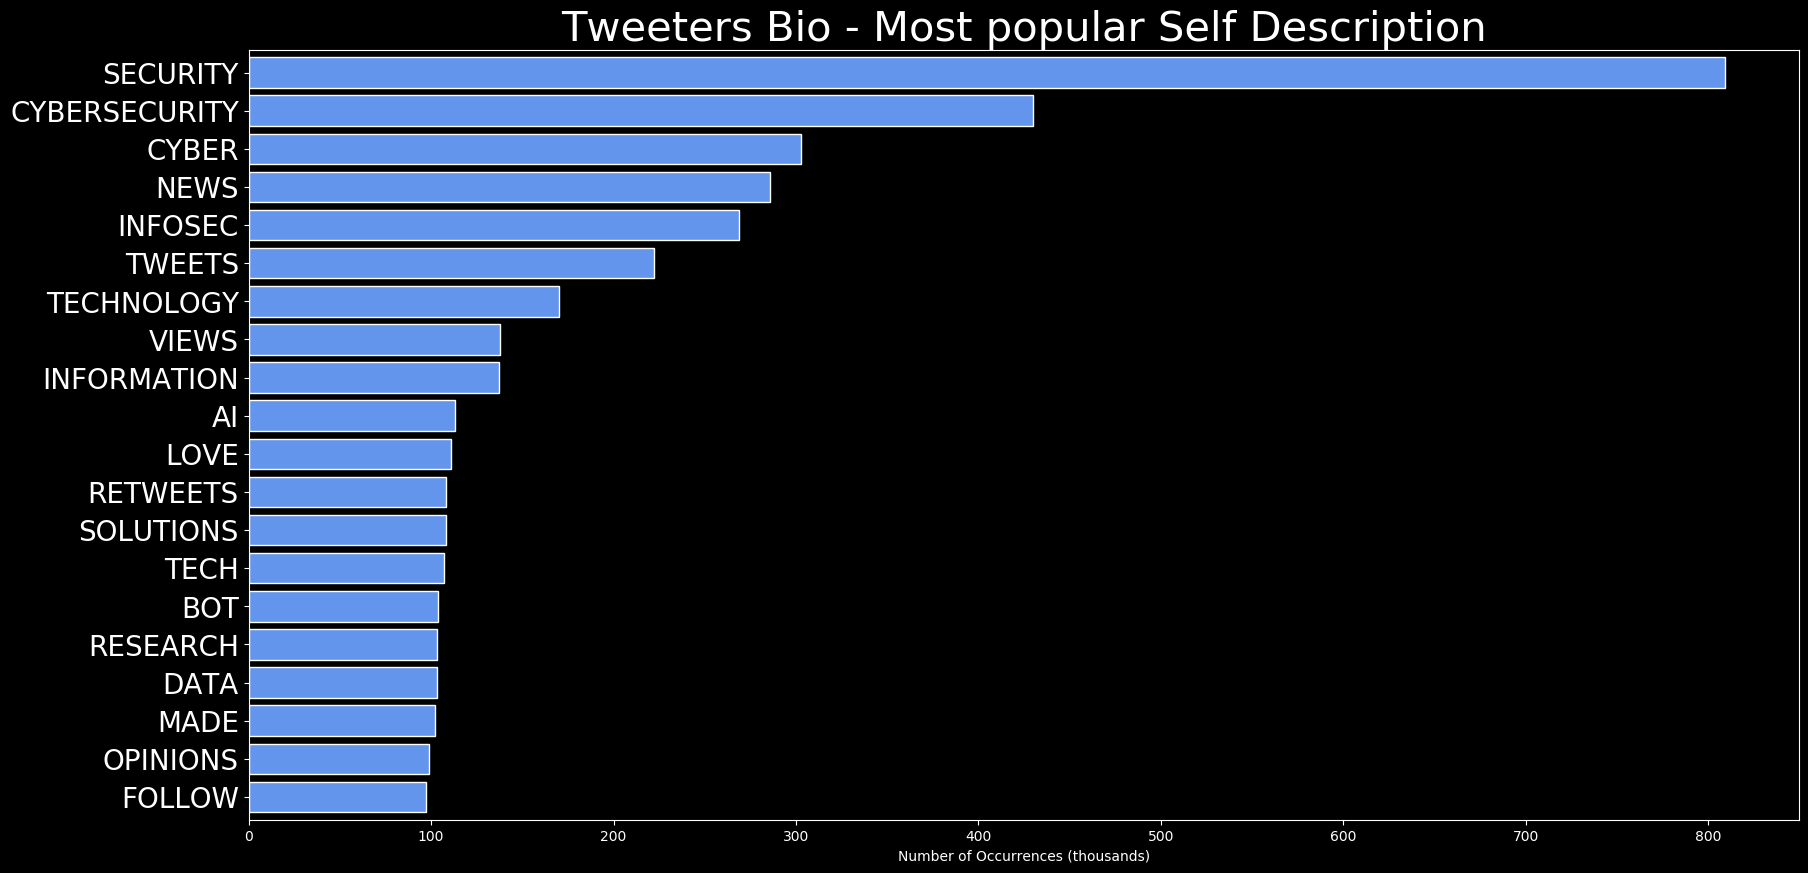 Tweeters Bio - Most popular Self Description
SECURITY
CYBERSECURITY
CYBER
NEWS
INFOSEC
TWEETS
TECHNOLOGY
VIEWS
INFORMATION
AI
LOVE
RETWEETS
SOLUTIONS
TECH
BOT
RESEARCH
DATA
MADE
OPINIONS
FOLLOW
0 100 200 300 400 500 600 700 800
Number of Occurrences (thousands)